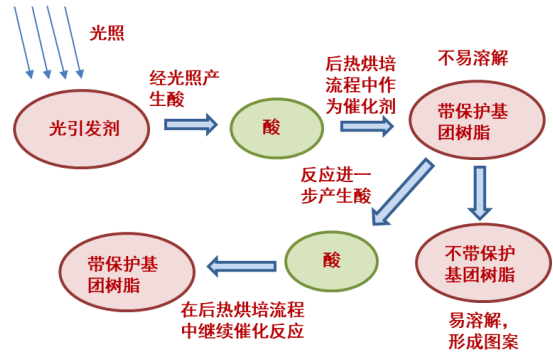 光照
光引发剂
经光照产
生酸
酸
后热烘培
流程中作
为催化剂
不易溶解
带保护基
团树脂
反应进一
步产生酸
不带保护
基团树脂
易溶解，
形成图案
酸
在后热烘培流程
中继续催化反应
带保护基
团树脂